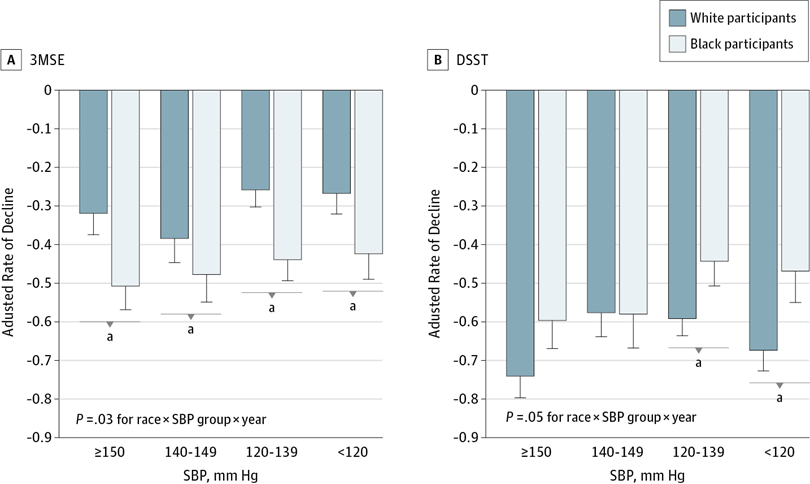 White participants
Black participants
A 3MSE
Adusted Rate of Decline
0
-0.1
-0.2
-0.3
-0.4
-0.5
-0.6
-0.7
-0.8
-0.9
a
a
a
a
P =.03 for race × SBP group × year
≥150
140-149
120-139
<120
SBP, mm Hg
B DSST
Adusted Rate of Decline
0
-0.1
-0.2
-0.3
-0.4
-0.5
-0.6
-0.7
-0.8
-0.9
a
a
P =.05 for race × SBP group × year
≥150
140-149
120-139
<120
SBP, mm Hg